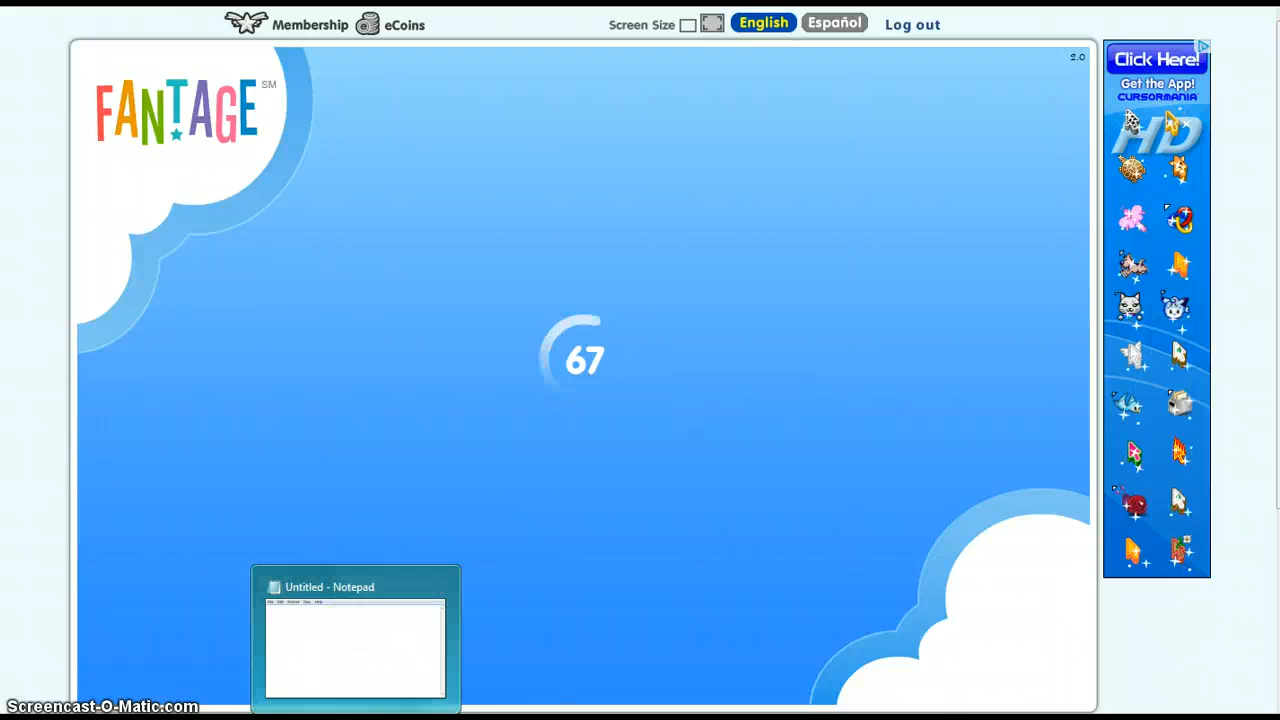 Membership eCoins Screen Size English Español Log out
2.0
FANTAGE SM
Click Here!
Get the App!
CURSORMANIA
HD
67
Untitled - Notepad
Screencast-O-Matic.com